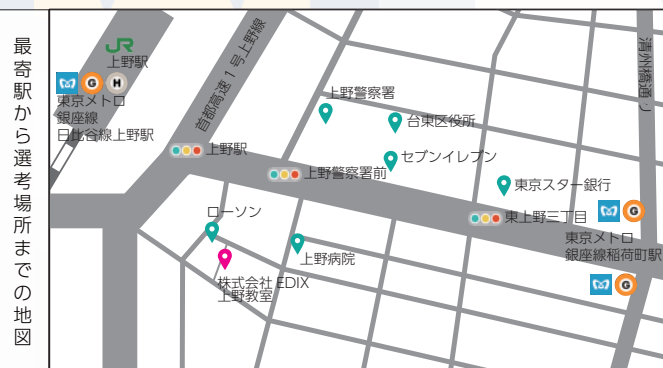 最寄駅から選考場所までの地図
JR
上野駅
G H
東京メトロ
銀座線
日比谷線上野駅
首都高速1号上野線
上野駅
上野警察署
台東区役所
セブンイレブン
上野警察署前
東京スター銀行
東上野三丁目
清州橋通り
G
東京メトロ
銀座線稲荷町駅
G
ローソン
上野病院
株式会社 EDIX
上野教室